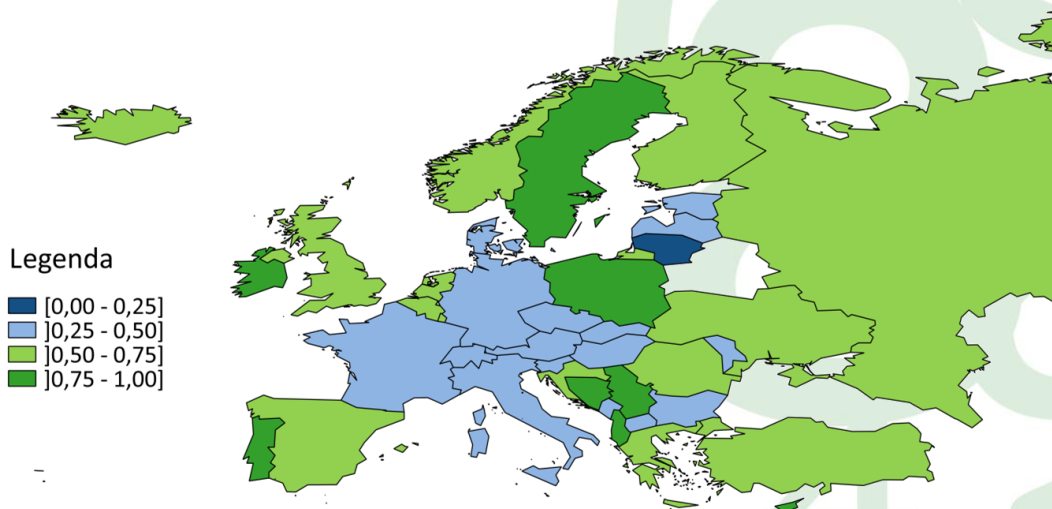 Legenda
[0,00 - 0,25]
]0,25 - 0,50]
]0,50 - 0,75]
]0,75 - 1,00]